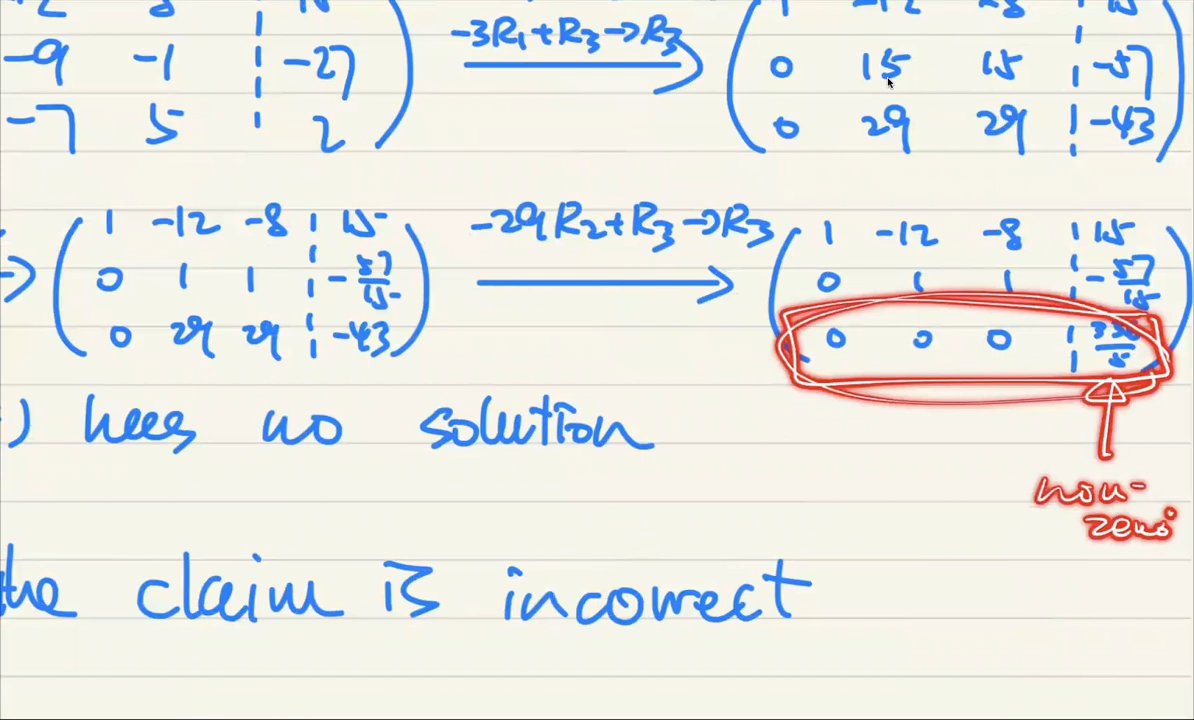 -3R₁+R₃→R₃
-9 -1 | -27
0 15 15 | -57
-7 5 | 2
0 29 29 | -43
1 -12 -8 | 15
-29R₂+R₃→R₃
1 -12 -8 | 15
0 1 1 | -57/15
0 1 1 | -57/15
0 29 29 | -43
0 0 0 |
) has no solution
non-
zero
the claim is incorrect